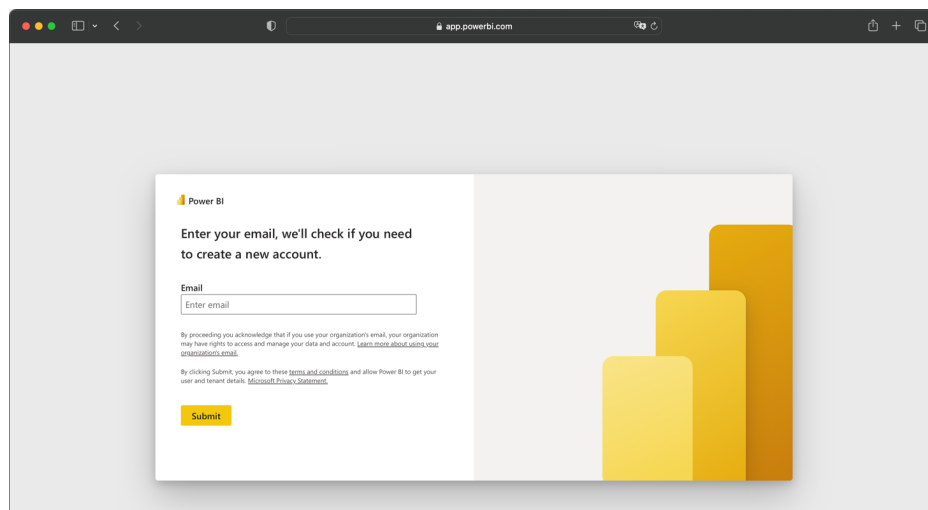 app.powerbi.com
Power BI
Enter your email, we'll check if you need
to create a new account.
Email
Enter email
By proceeding you acknowledge that if you use your organization's email, your organization
may have rights to access and manage your data and account. Learn more about using your
organization's email.
By clicking Submit, you agree to these terms and conditions and allow Power BI to get your
user and tenant details. Microsoft Privacy Statement.
Submit